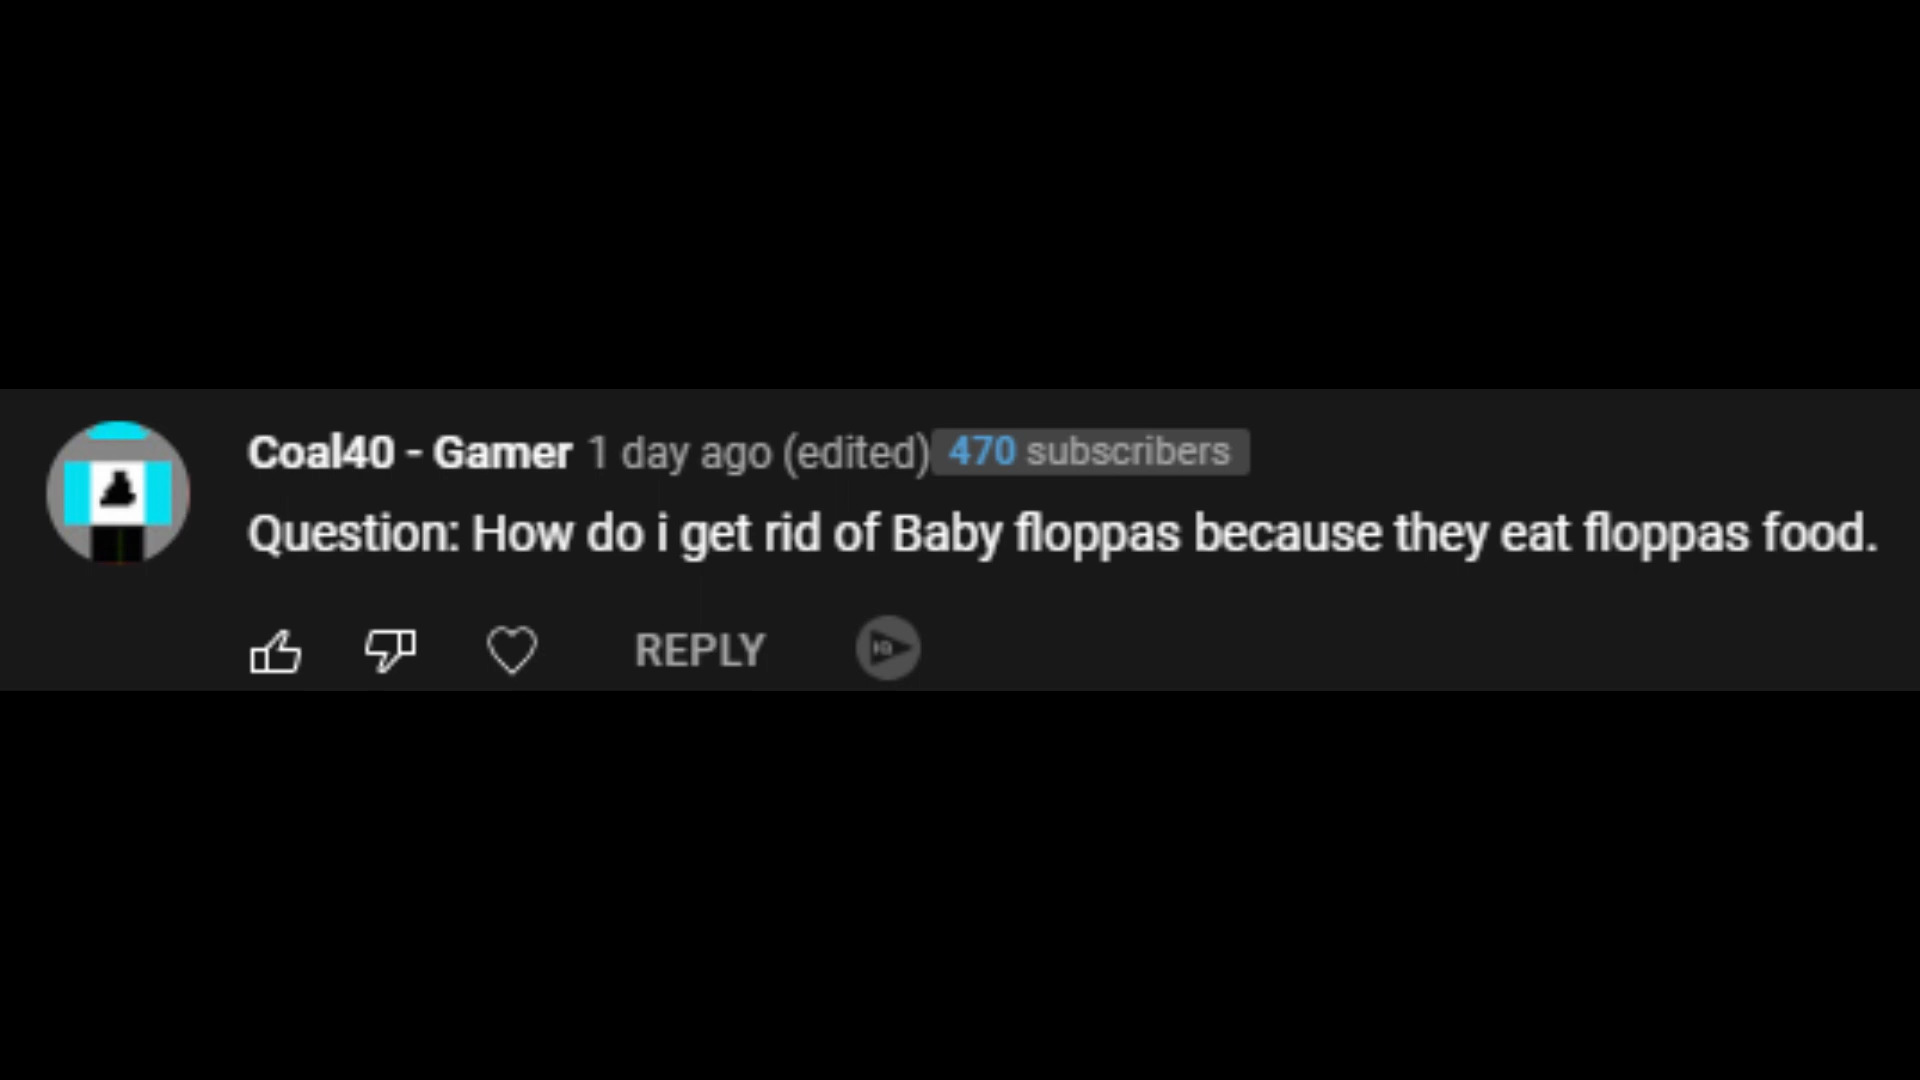 Coal40 - Gamer 1 day ago (edited) 470 subscribers
Question: How do i get rid of Baby floppas because they eat floppas food.
REPLY